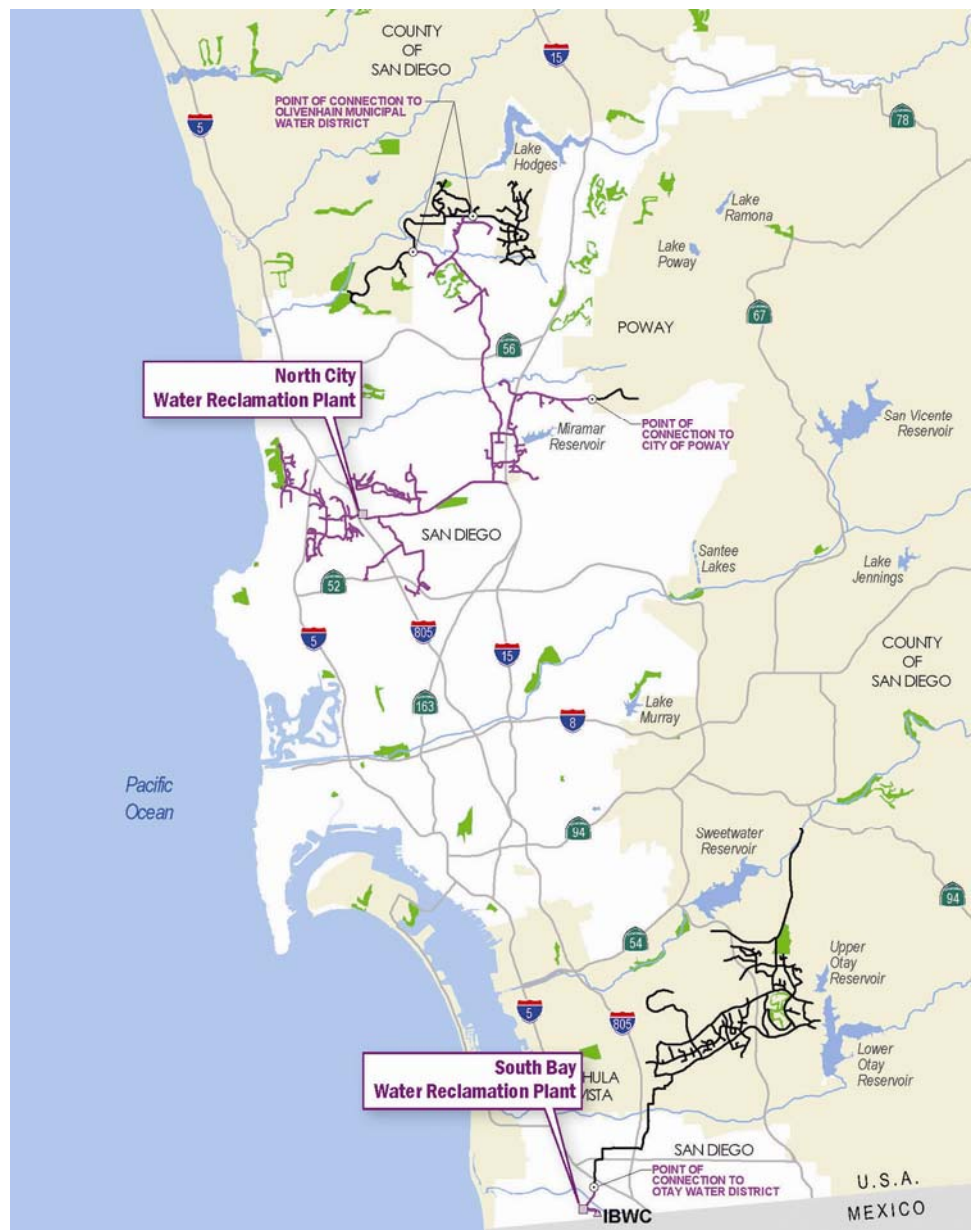 COUNTY
OF
SAN DIEGO
15
POINT OF CONNECTION TO
OLIVENHAIN MUNICIPAL
WATER DISTRICT
5
78
Lake
Hodges
Lake
Ramona
Lake
Poway
67
POWAY
56
North City
Water Reclamation Plant
Miramar
Reservoir
POINT OF
CONNECTION TO
CITY OF POWAY
San Vicente
Reservoir
SAN DIEGO
Santee
Lakes
Lake
Jennings
52
5
805
15
COUNTY
OF
SAN DIEGO
163
Lake
Murray
8
Pacific
Ocean
94
Sweetwater
Reservoir
94
54
Upper
Otay
Reservoir
5
805
Lower
Otay
Reservoir
South Bay
Water Reclamation Plant
HULA
ISTA
SAN DIEGO
POINT OF
CONNECTION TO
OTAY WATER DISTRICT
U.S.A.
MEXICO
IBWC